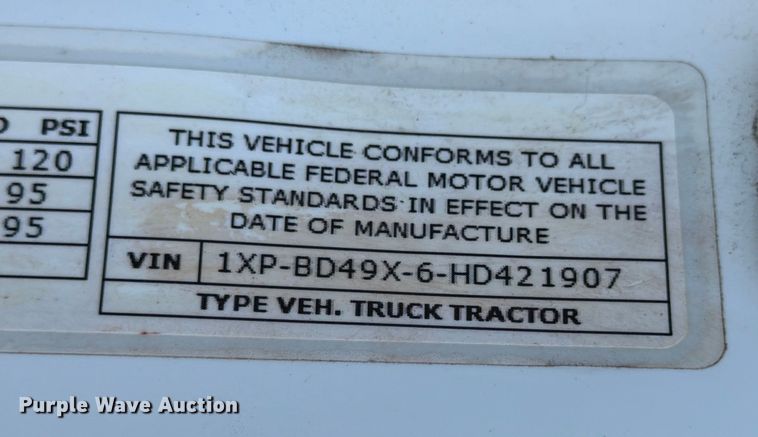 PSI
120
95
95
THIS VEHICLE CONFORMS TO ALL
APPLICABLE FEDERAL MOTOR VEHICLE
SAFETY STANDARDS IN EFFECT ON THE
DATE OF MANUFACTURE
VIN 1XP-BD49X-6-HD421907
TYPE VEH. TRUCK TRACTOR
Purple Wave Auction